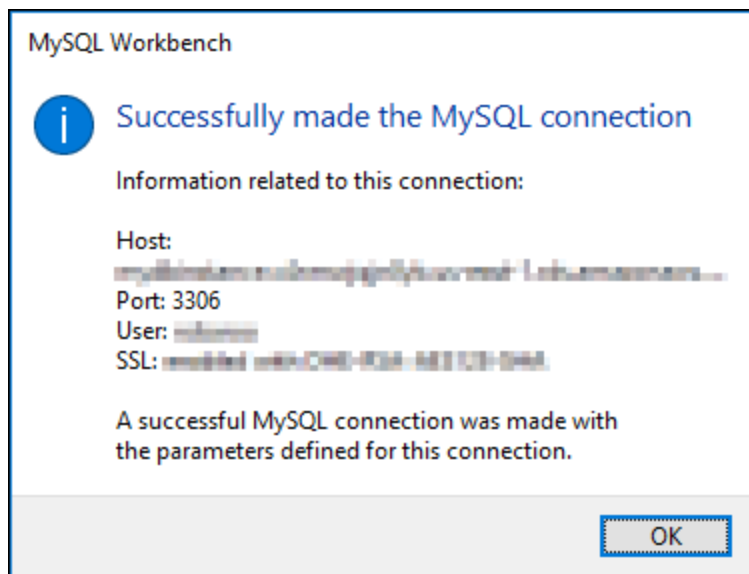 MySQL Workbench
Successfully made the MySQL connection
Information related to this connection:
Host:
Port: 3306
User:
SSL:
A successful MySQL connection was made with
the parameters defined for this connection.
OK